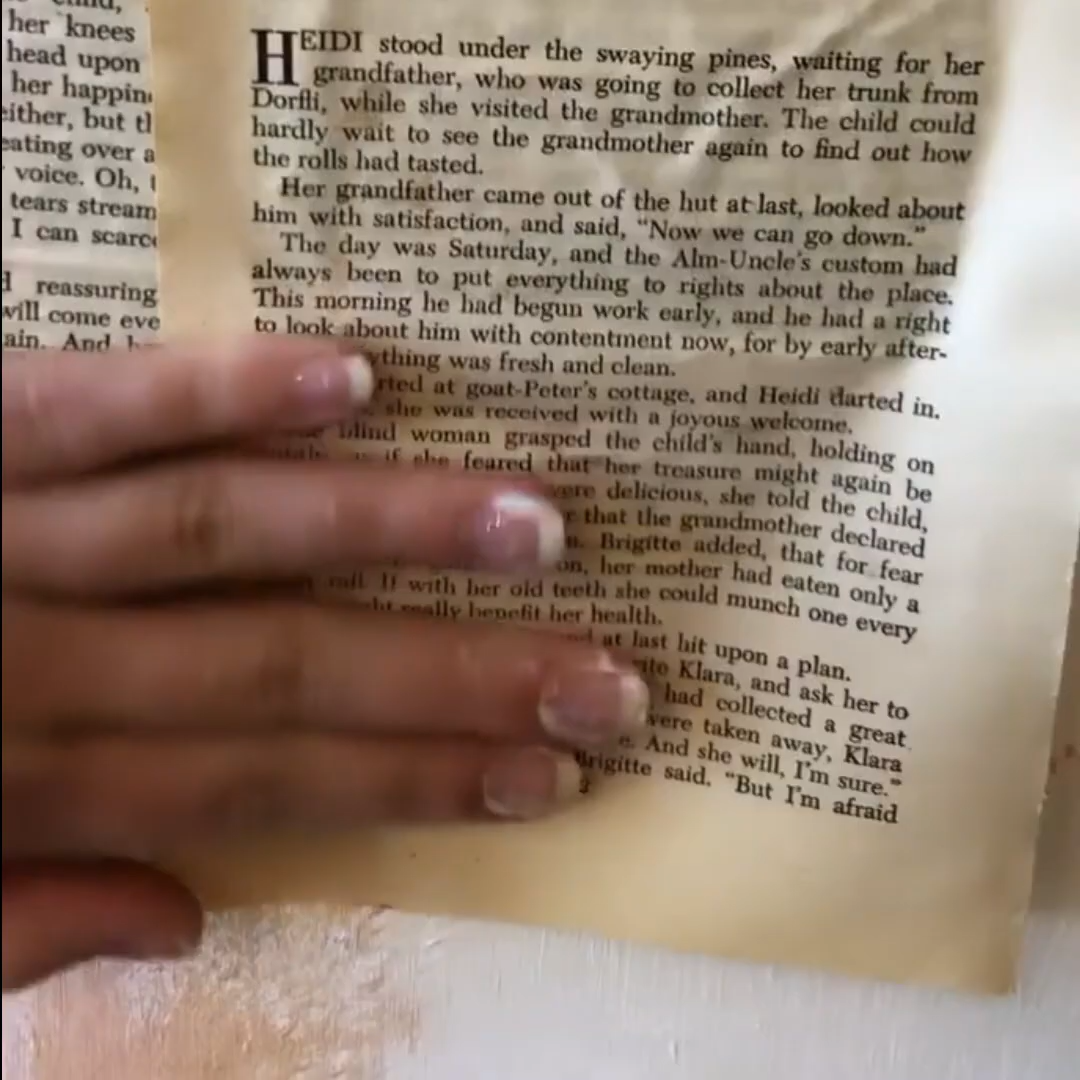 her knees
head upon
her happin
either, but tl
eating over a
voice. Oh, t
tears stream
I can scarce
reassuring
will come eve
ain. And
HEIDI stood under the swaying pines, waiting for her
grandfather, who was going to collect her trunk from
Dorfli, while she visited the grandmother. The child could
hardly wait to see the grandmother again to find out how
the rolls had tasted.
Her grandfather came out of the hut at last, looked about
him with satisfaction, and said, “Now we can go down.”
The day was Saturday, and the Alm-Uncle’s custom had
always been to put everything to rights about the place.
This morning he had begun work early, and he had a right
to look about him with contentment now, for by early after-
ything was fresh and clean.
rted at goat-Peter’s cottage, and Heidi darted in.
she was received with a joyous welcome.
blind woman grasped the child’s hand, holding on
as if she feared that her treasure might again be
were delicious, she told the child,
that the grandmother declared
n. Brigitte added, that for fear
on, her mother had eaten only a
roll. If with her old teeth she could munch one every
ht really benefit her health.
at last hit upon a plan.
Klara, and ask her to
had collected a great
were taken away, Klara
e. And she will, I’m sure.”
Brigitte said. “But I’m afraid